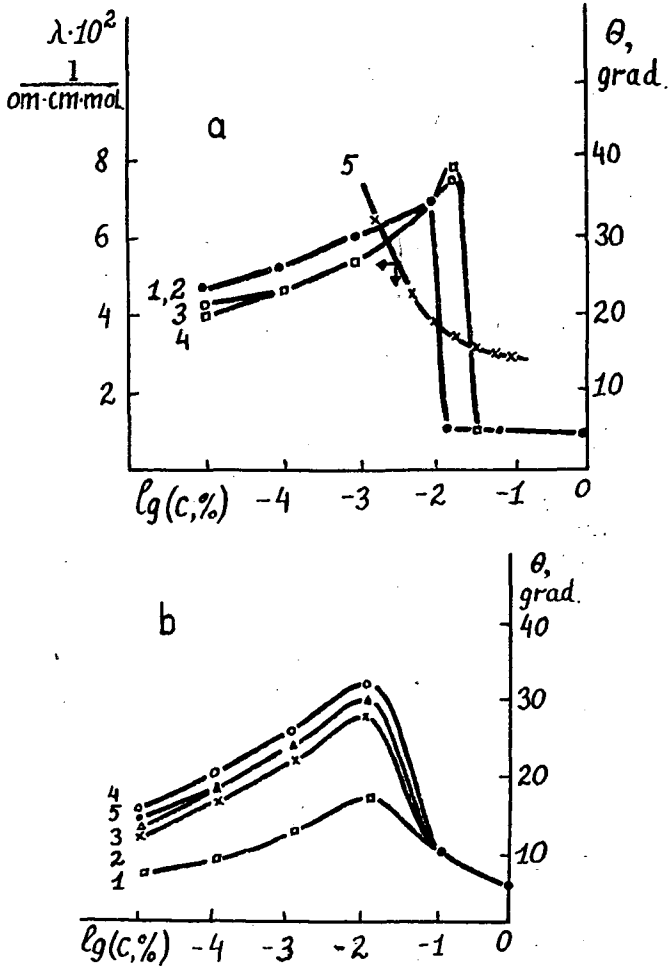 λ·10² θ,
1 grad.
om·cm·mol
a
8 5 40
6 30
1,2
3 4 20
4
2 10
lg(c,%) -4 -3 -2 -1 0
θ,
grad.
b 40
30
4 20
5
3
2 10
1
lg(c,%) -4 -3 -2 -1 0